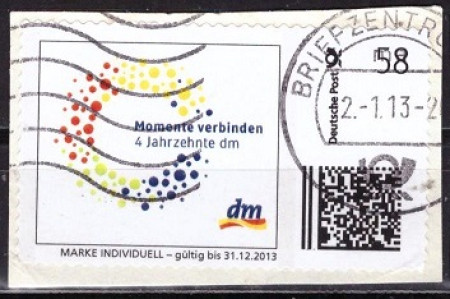 Momente verbinden
4 Jahrzehnte dm
dm
MARKE INDIVIDUELL – gültig bis 31.12.2013
Deutsche Post
58
BRIEFZENTRU
2.-1.13-2